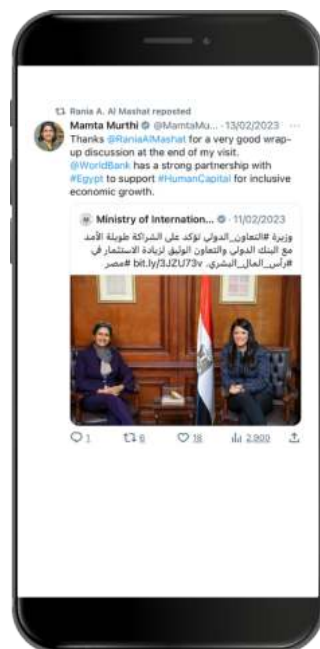 Rania A. Al Mashat reposted
Mamta Murthi @MamtaMu... · 13/02/2023 ...
Thanks @RaniaAlMashat for a very good wrap-
up discussion at the end of my visit.
@WorldBank has a strong partnership with
#Egypt to support #HumanCapital for inclusive
economic growth.
Ministry of Internation... · 11/02/2023
وزيرة #التعاون_الدولي تؤكد على الشراكة طويلة الأمد
مع البنك الدولي والتعاون الوثيق لزيادة الاستثمار في
#رأس_المال_البشري. bit.ly/3JZU73v #مصر
1 6 18 2,900